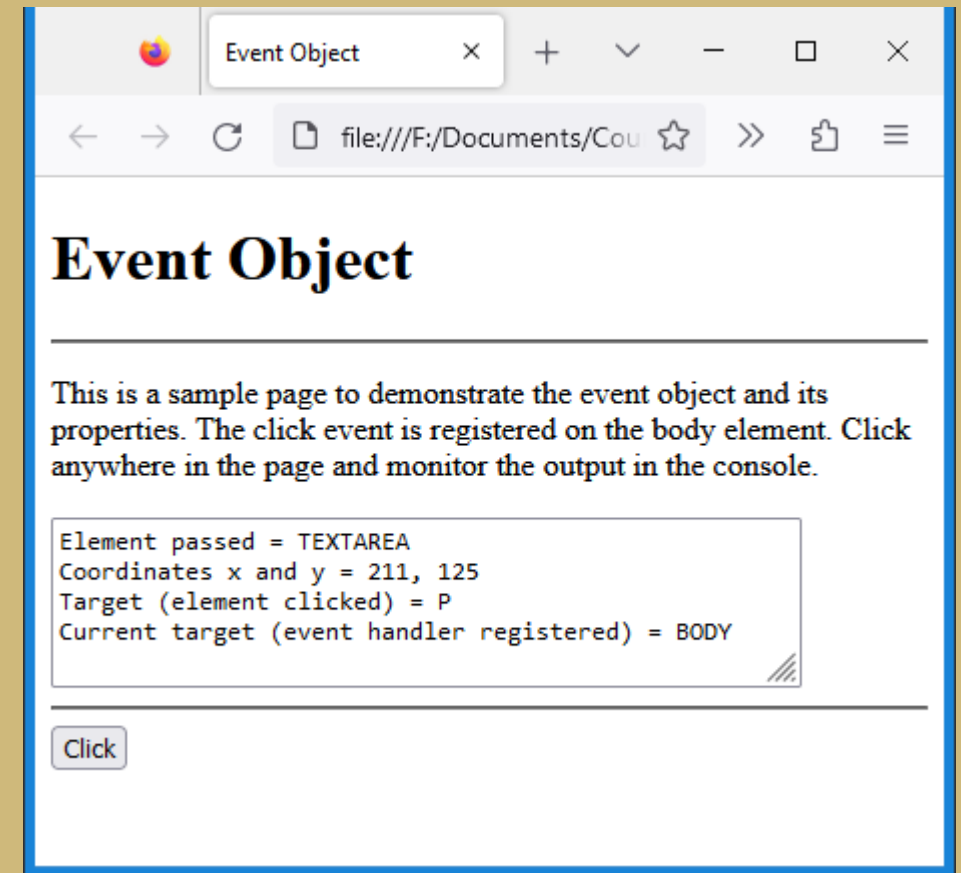 Event Object
file:///F:/Documents/Cou
Event Object
This is a sample page to demonstrate the event object and its
properties. The click event is registered on the body element. Click
anywhere in the page and monitor the output in the console.
Element passed = TEXTAREA
Coordinates x and y = 211, 125
Target (element clicked) = P
Current target (event handler registered) = BODY
Click